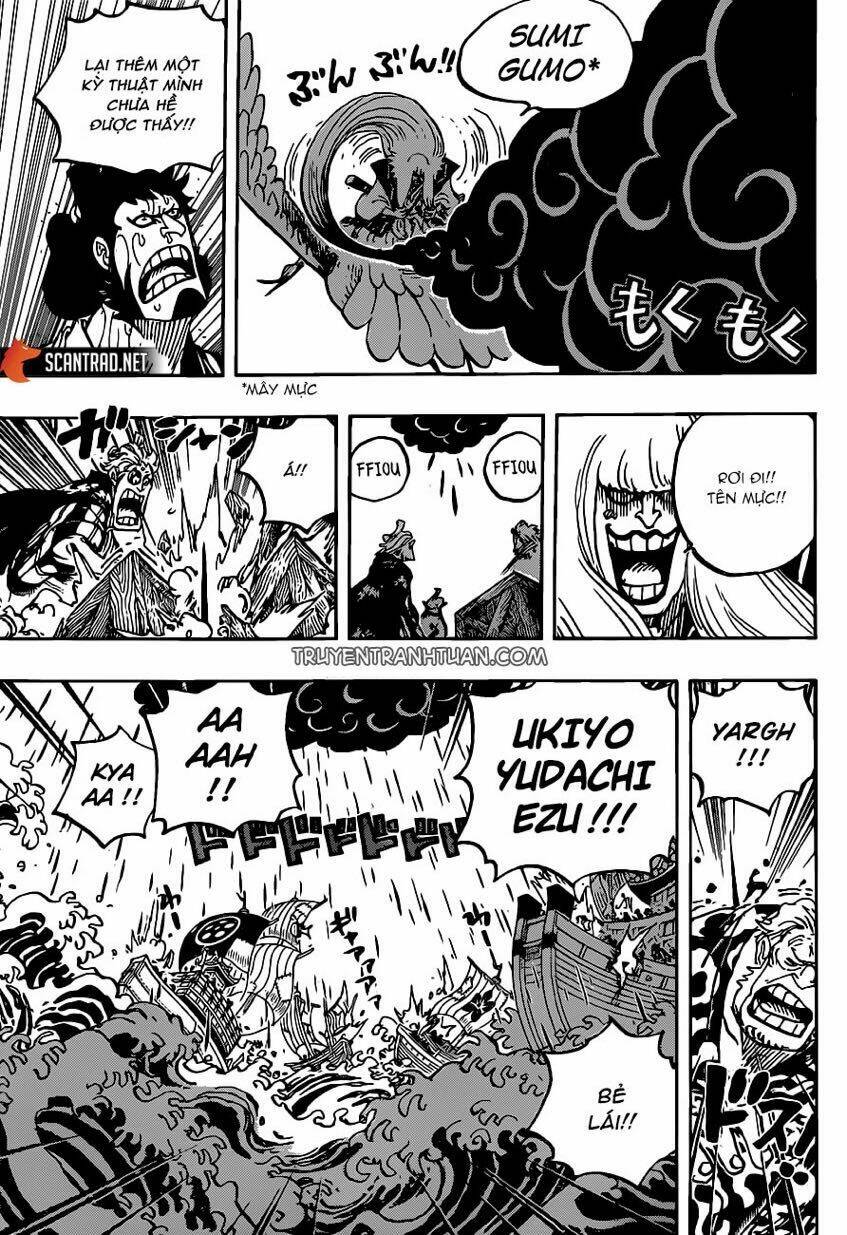 SUMI
GUMO*
ぶん ぶん!!
もく もく
*MÂY MỰC
LẠI THÊM MỘT
KỲ THUẬT MÌNH
CHƯA HỀ
ĐƯỢC THẤY!!
SCANTRAD.NET
RƠI ĐI!!
TÊN MỰC!!
FFIOU
FFIOU
Á!!
TRUYENTRANHTUAN.COM
YARGH
!!!
UKIYO
YUDACHI
EZU!!!
AA
AAH
!!
KYA
AA!!
ドドドドドド
BẺ
LÁI!!